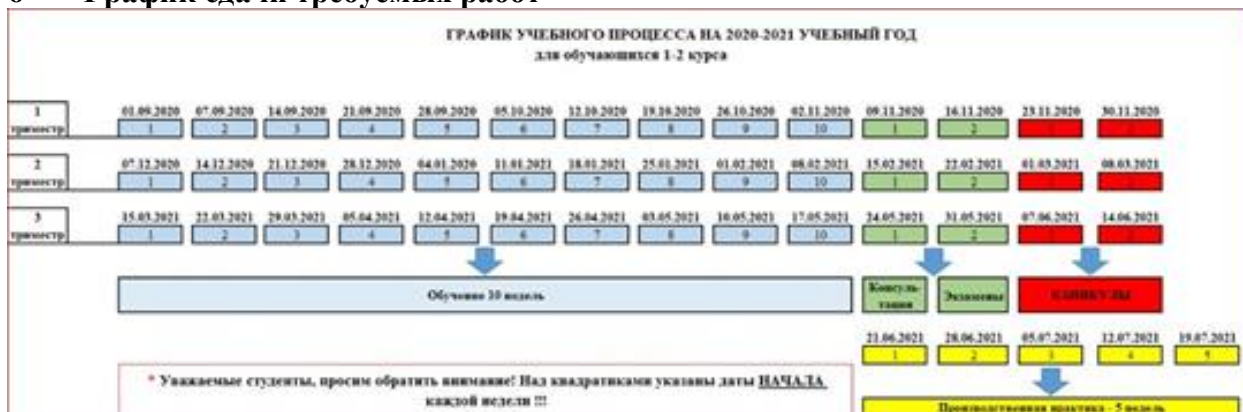 ГРАФИК УЧЕБНОГО ПРОЦЕССА НА 2020-2021 УЧЕБНЫЙ ГОД
для обучающихся 1-2 курса
1 триместр
01.09.2020 07.09.2020 14.09.2020 21.09.2020 28.09.2020 05.10.2020 12.10.2020 19.10.2020 26.10.2020 02.11.2020 09.11.2020 16.11.2020 23.11.2020 30.11.2020
1 2 3 4 5 6 7 8 9 10 1 2 1 2
2 триместр
07.12.2020 14.12.2020 21.12.2020 28.12.2020 04.01.2020 11.01.2021 18.01.2021 25.01.2021 01.02.2021 08.02.2021 15.02.2021 22.02.2021 01.03.2021 08.03.2021
1 2 3 4 5 6 7 8 9 10 1 2 1 2
3 триместр
15.03.2021 22.03.2021 29.03.2021 05.04.2021 12.04.2021 19.04.2021 26.04.2021 03.05.2021 10.05.2021 17.05.2021 24.05.2021 31.05.2021 07.06.2021 14.06.2021
1 2 3 4 5 6 7 8 9 10 1 2 1 2
Обучение 10 недель
Консуль-
тация
Экзамены
КАНИКУЛЫ
21.06.2021 28.06.2021 05.07.2021 12.07.2021 19.07.2021
1 2 3 4 5
* Уважаемые студенты, просим обратить внимание! Над квадратиками указаны даты НАЧАЛА
каждой недели !!!
Производственная практика - 5 недель